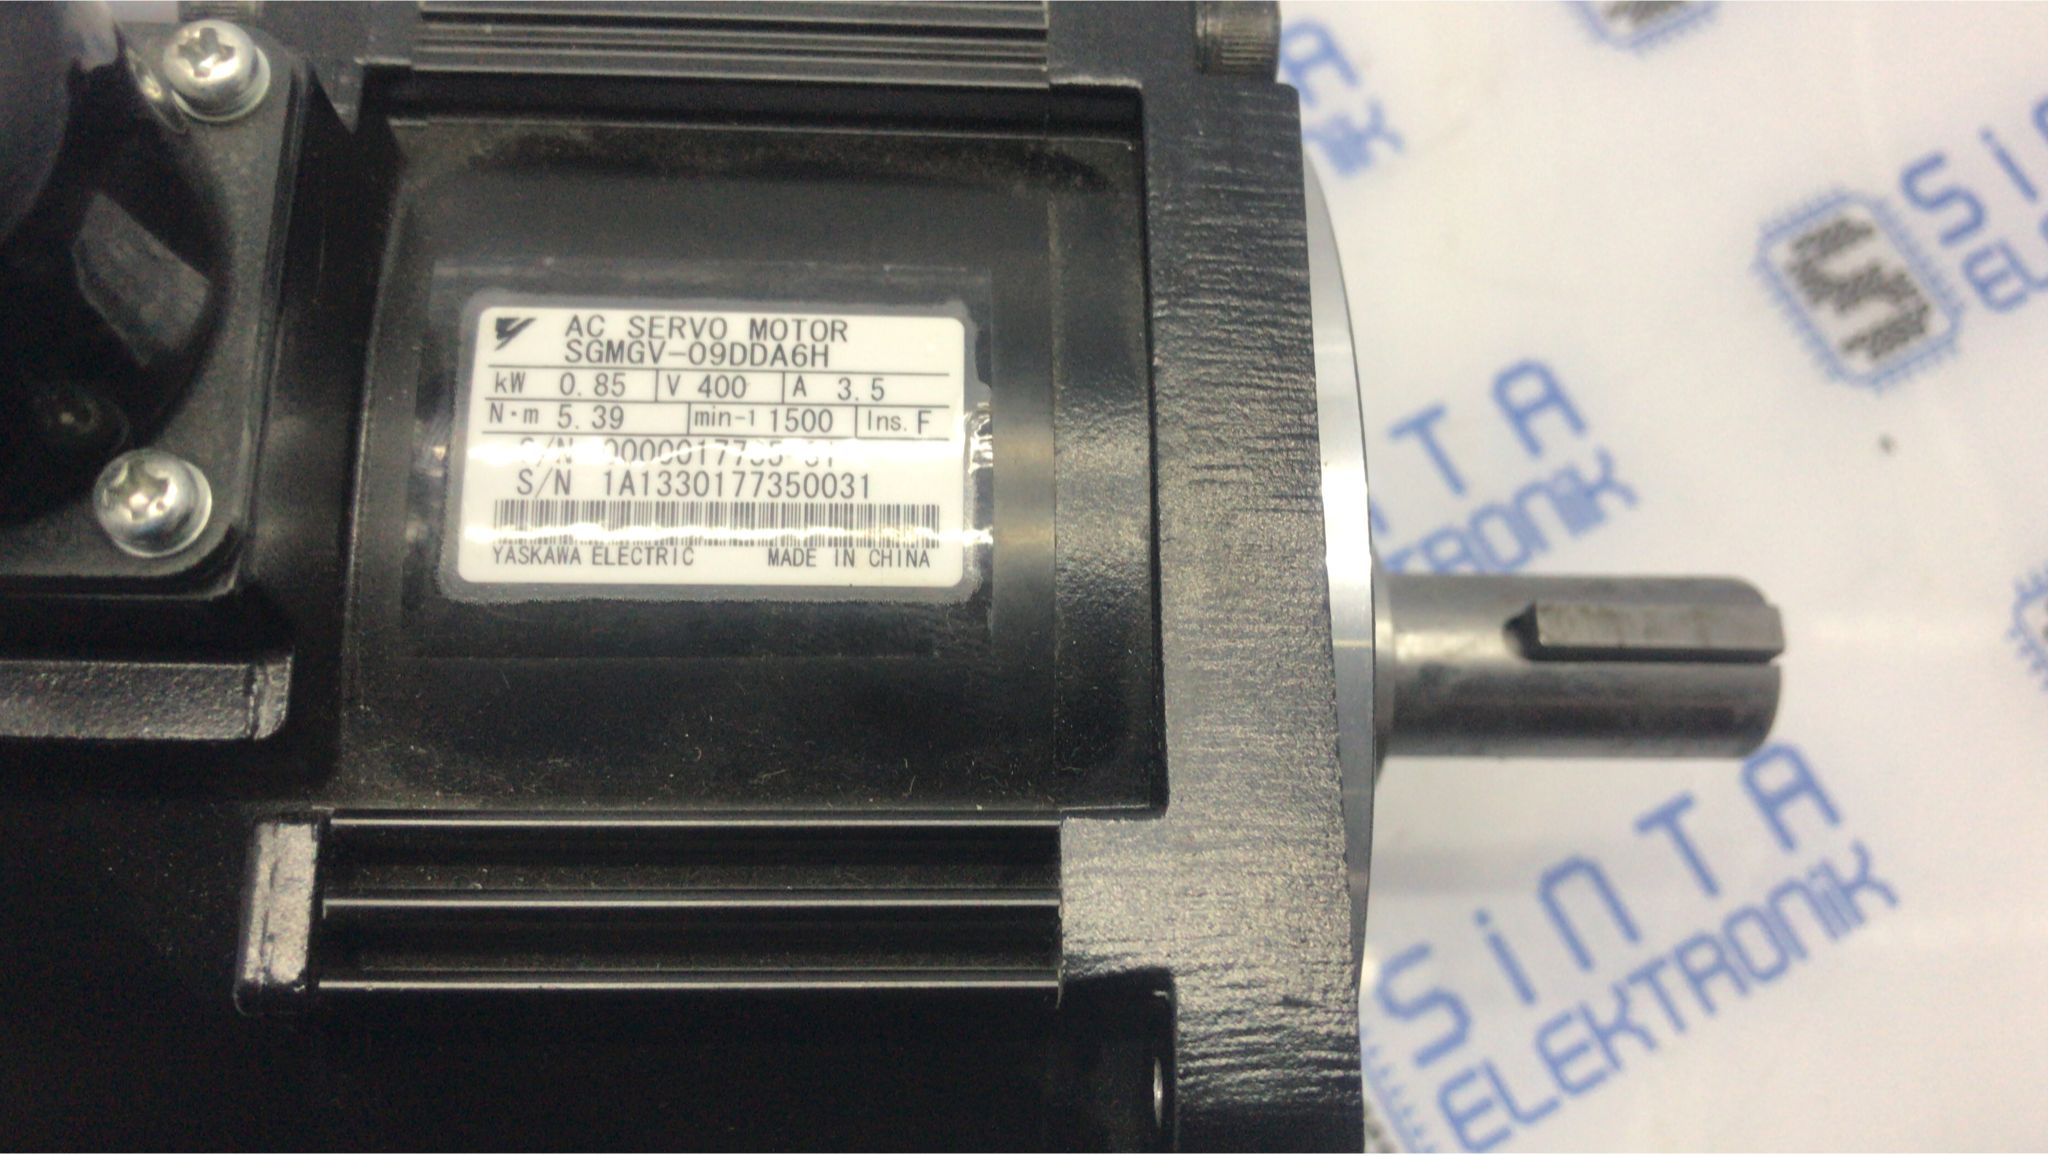 AC SERVO MOTOR
SGMGV-09DDA6H
kW 0.85 V 400 A 3.5
N·m 5.39 min-1 1500 Ins. F
S/N
S/N 1A1330177350031
YASKAWA ELECTRIC MADE IN CHINA
SiNTA
ELEKTRONiK
SiNTA
ELEKTRONiK